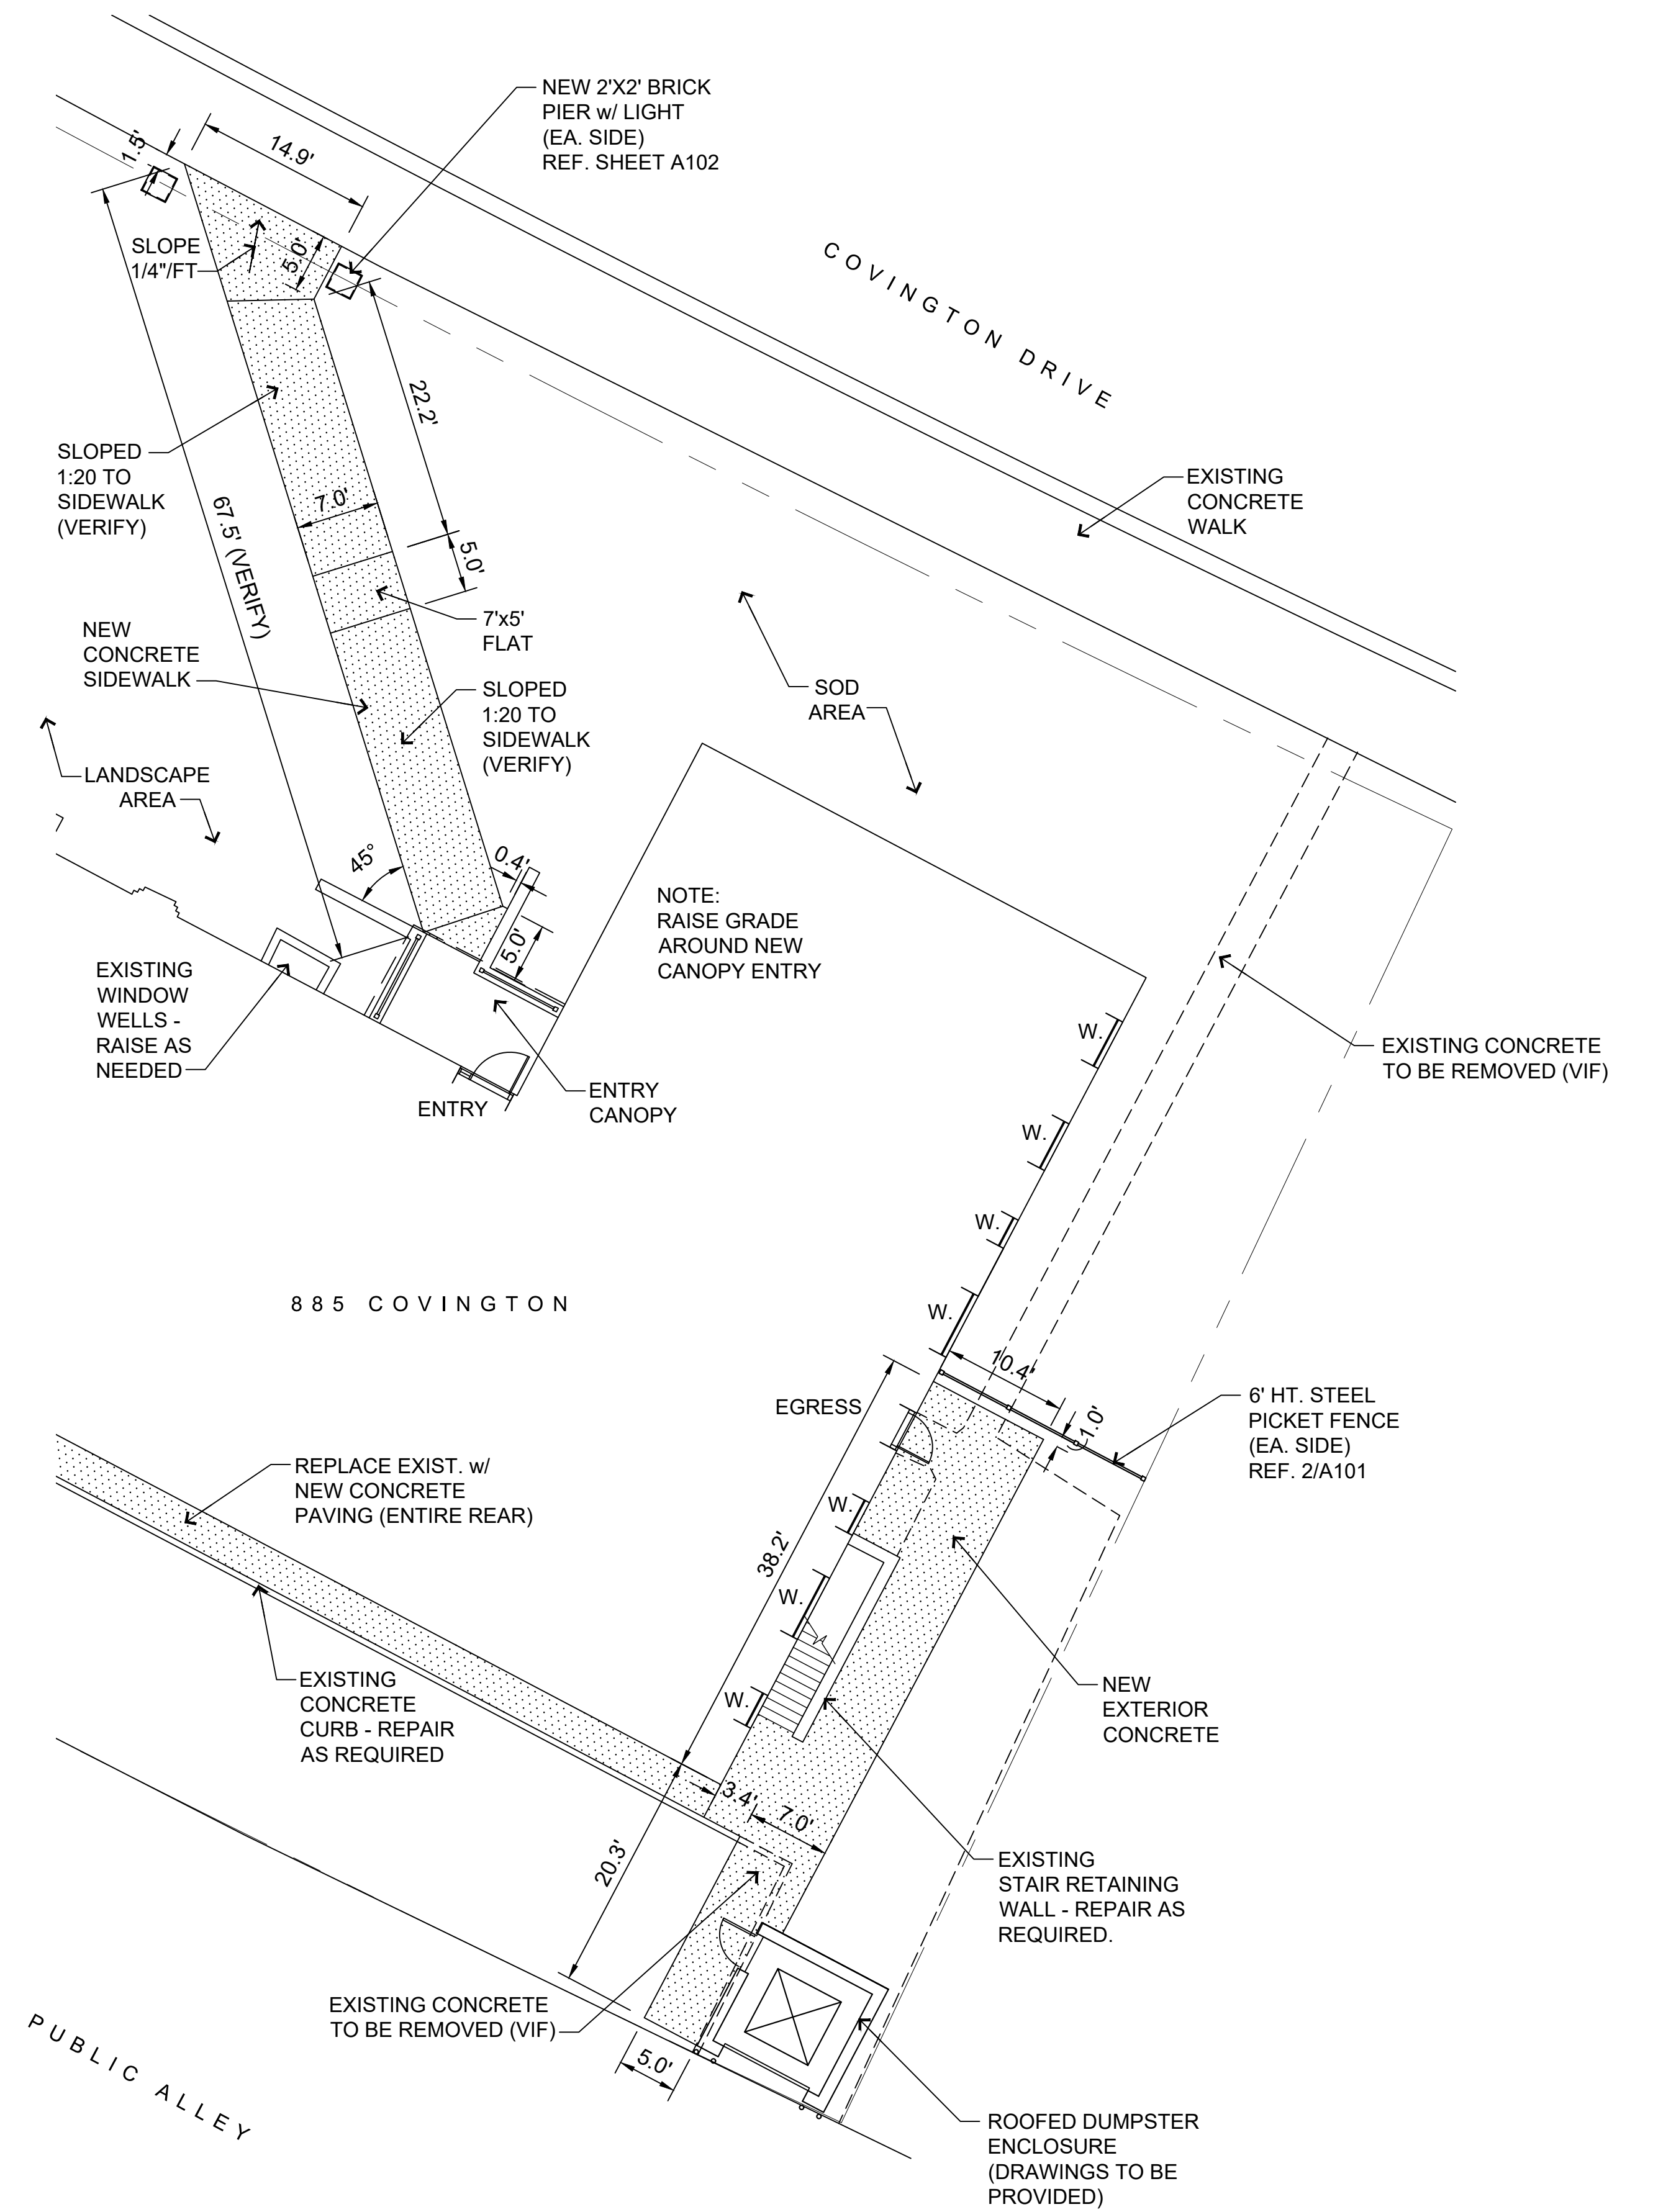 NEW 2'X2' BRICK
PIER w/ LIGHT
(EA. SIDE)
REF. SHEET A102
1.5'
14.9'
SLOPE
1/4"/FT
5.0'
COVINGTON DRIVE
22.2'
SLOPED
1:20 TO
SIDEWALK
(VERIFY)
7.0'
67.5' (VERIFY)
5.0'
EXISTING
CONCRETE
WALK
7'x5'
FLAT
NEW
CONCRETE
SIDEWALK
SLOPED
1:20 TO
SIDEWALK
(VERIFY)
SOD
AREA
LANDSCAPE
AREA
45°
0.4'
5.0'
NOTE:
RAISE GRADE
AROUND NEW
CANOPY ENTRY
EXISTING
WINDOW
WELLS -
RAISE AS
NEEDED
ENTRY
ENTRY
CANOPY
W.
EXISTING CONCRETE
TO BE REMOVED (VIF)
W.
W.
W.
885 COVINGTON
10.4'
1.0'
EGRESS
6' HT. STEEL
PICKET FENCE
(EA. SIDE)
REF. 2/A101
REPLACE EXIST. w/
NEW CONCRETE
PAVING (ENTIRE REAR)
W.
38.2'
W.
W.
EXISTING
CONCRETE
CURB - REPAIR
AS REQUIRED
NEW
EXTERIOR
CONCRETE
3.4'
7.0'
20.3'
EXISTING
STAIR RETAINING
WALL - REPAIR AS
REQUIRED.
EXISTING CONCRETE
TO BE REMOVED (VIF)
5.0'
PUBLIC ALLEY
ROOFED DUMPSTER
ENCLOSURE
(DRAWINGS TO BE
PROVIDED)